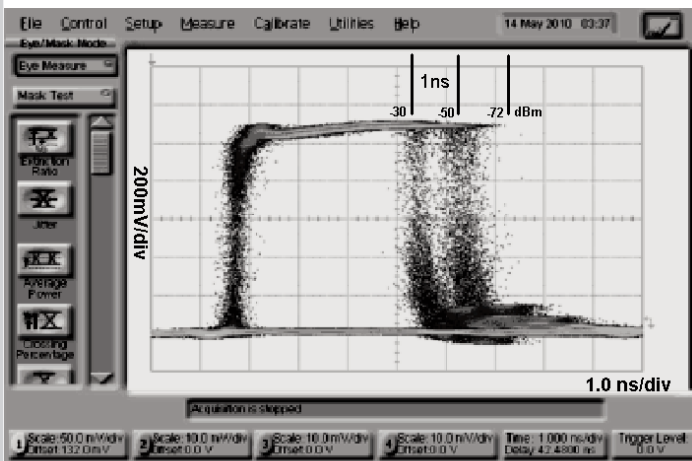 File Control Setup Measure Calibrate Utilities Help 14 May 2010 03:37
Eye/Mask Mode
Eye Measure
Mask Test
Extinction
Ratio
Jitter
Average
Power
Crossing
Percentage
1ns
-30 -50 -72 dBm
200mV/div
1.0 ns/div
Acquisition is stopped
1 Scale: 50.0 mV/div
Offset: 132.0 mV
2 Scale: 10.0 mV/div
Offset: 0.0 V
3 Scale: 10.0 mV/div
Offset: 0.0 V
4 Scale: 10.0 mV/div
Offset: 0.0 V
Time: 1.000 ns/div
Delay: 42.4800 ns
Trigger Level:
0.0 V